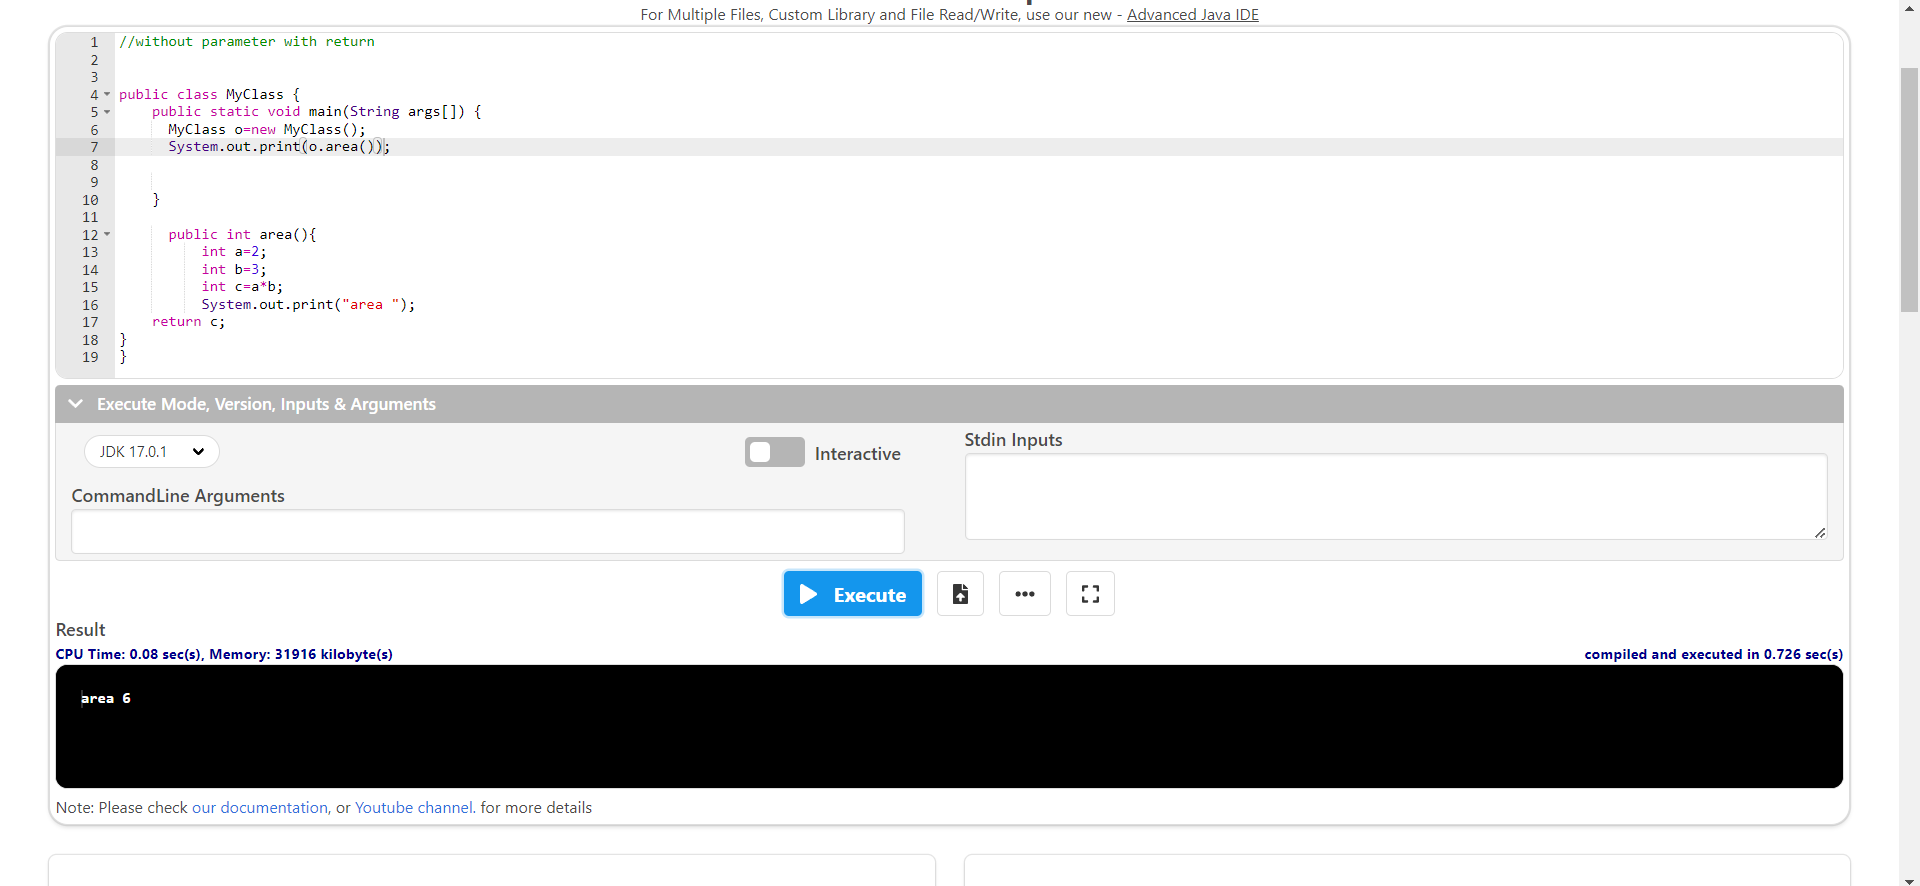 For Multiple Files, Custom Library and File Read/Write, use our new - Advanced Java IDE
1 //without parameter with return
2
3
4 public class MyClass {
5 public static void main(String args[]) {
6 MyClass o=new MyClass();
7 System.out.print(o.area());
8
9
10 }
11
12 public int area(){
13 int a=2;
14 int b=3;
15 int c=a*b;
16 System.out.print("area ");
17 return c;
18 }
19 }
Execute Mode, Version, Inputs & Arguments
JDK 17.0.1
Interactive
Stdin Inputs
CommandLine Arguments
Execute
Result
CPU Time: 0.08 sec(s), Memory: 31916 kilobyte(s)
compiled and executed in 0.726 sec(s)
area 6
Note: Please check our documentation, or Youtube channel. for more details